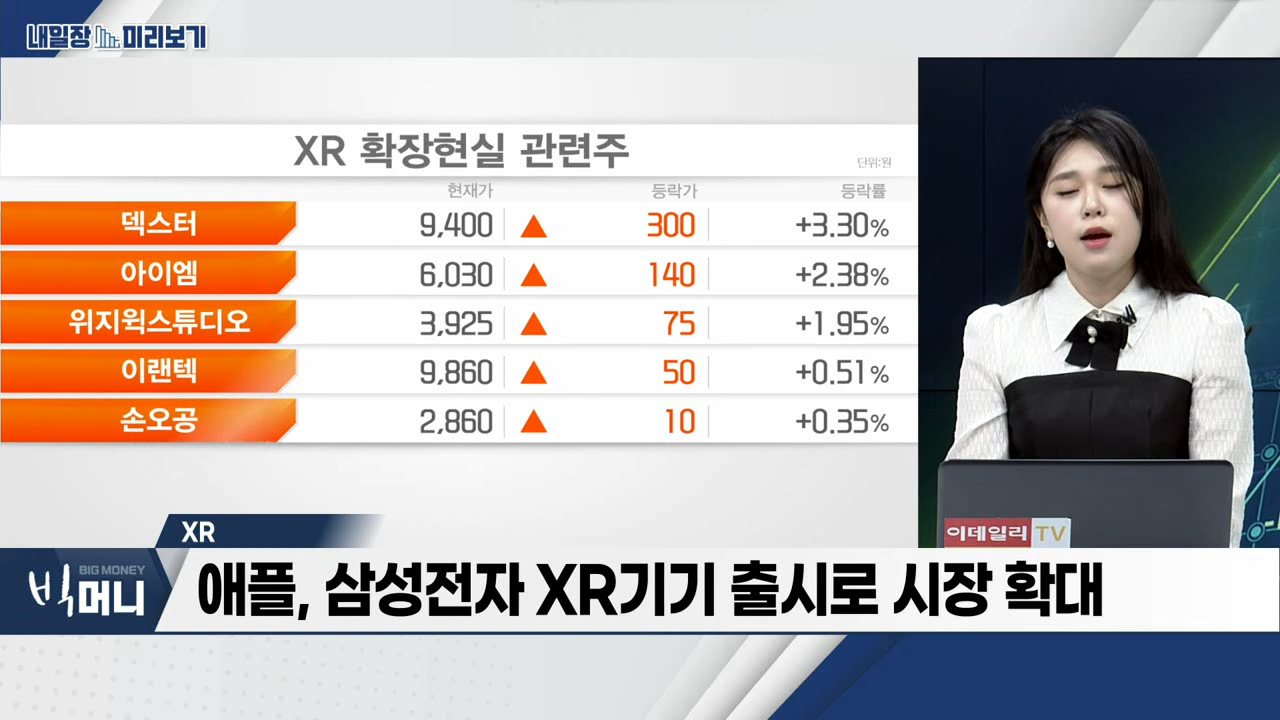 내일장 미리보기
XR 확장현실 관련주
단위:원
현재가 등락가 등락률
덱스터 9,400 ▲ 300 +3.30%
아이엠 6,030 ▲ 140 +2.38%
위지윅스튜디오 3,925 ▲ 75 +1.95%
이랜텍 9,860 ▲ 50 +0.51%
손오공 2,860 ▲ 10 +0.35%
이데일리TV
XR
BIG MONEY
빅머니
애플, 삼성전자 XR기기 출시로 시장 확대